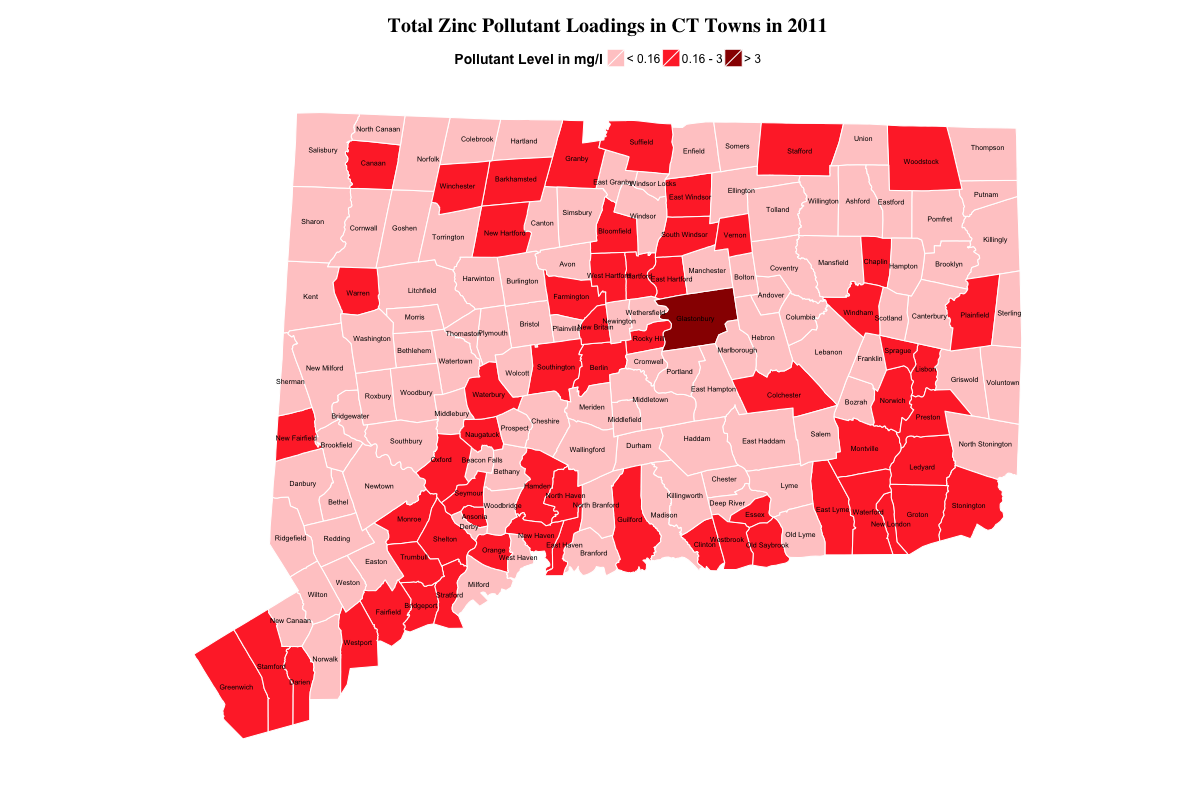 Total Zinc Pollutant Loadings in CT Towns in 2011
Pollutant Level in mg/l < 0.16 0.16 - 3 > 3
North Canaan
Colebrook
Hartland
Salisbury
Canaan
Norfolk
Granby
Suffield
Enfield
Somers
Stafford
Union
Woodstock
Thompson
Winchester
Barkhamsted
East Granby
Windsor Locks
East Windsor
Ellington
Tolland
Willington
Ashford
Eastford
Putnam
Sharon
Cornwall
Goshen
Torrington
New Hartford
Canton
Simsbury
Bloomfield
Windsor
South Windsor
Vernon
Pomfret
Killingly
Kent
Warren
Litchfield
Harwinton
Burlington
Avon
West Hartford
Hartford
East Hartford
Manchester
Bolton
Coventry
Mansfield
Chaplin
Hampton
Brooklyn
Farmington
Andover
Washington
Morris
Thomaston
Plymouth
Bristol
Plainville
New Britain
Newington
Wethersfield
Glastonbury
Columbia
Windham
Scotland
Canterbury
Plainfield
Sterling
Bethleham
Watertown
Wolcott
Southington
Berlin
Rocky Hill
Cromwell
Portland
Marlborough
Hebron
Lebanon
Franklin
Sprague
Lisbon
Griswold
Voluntown
New Milford
Sherman
Roxbury
Woodbury
Middlebury
Waterbury
Meriden
Middletown
Middlefield
East Hampton
Colchester
Bozrah
Norwich
Preston
Bridgewater
New Fairfield
Brookfield
Southbury
Naugatuck
Prospect
Cheshire
Wallingford
Durham
Haddam
East Haddam
Salem
Montville
Ledyard
North Stonington
Danbury
Bethel
Newtown
Oxford
Beacon Falls
Bethany
Seymour
Woodbridge
Hamden
North Haven
North Branford
Guilford
Madison
Killingworth
Chester
Deep River
Essex
Lyme
East Lyme
Waterford
New London
Groton
Stonington
Ridgefield
Redding
Monroe
Shelton
Ansonia
Derby
Orange
New Haven
West Haven
East Haven
Branford
Clinton
Westbrook
Old Saybrook
Old Lyme
Easton
Trumbull
Weston
Wilton
Milford
Stratford
Bridgeport
Fairfield
New Canaan
Westport
Norwalk
Stamford
Darien
Greenwich